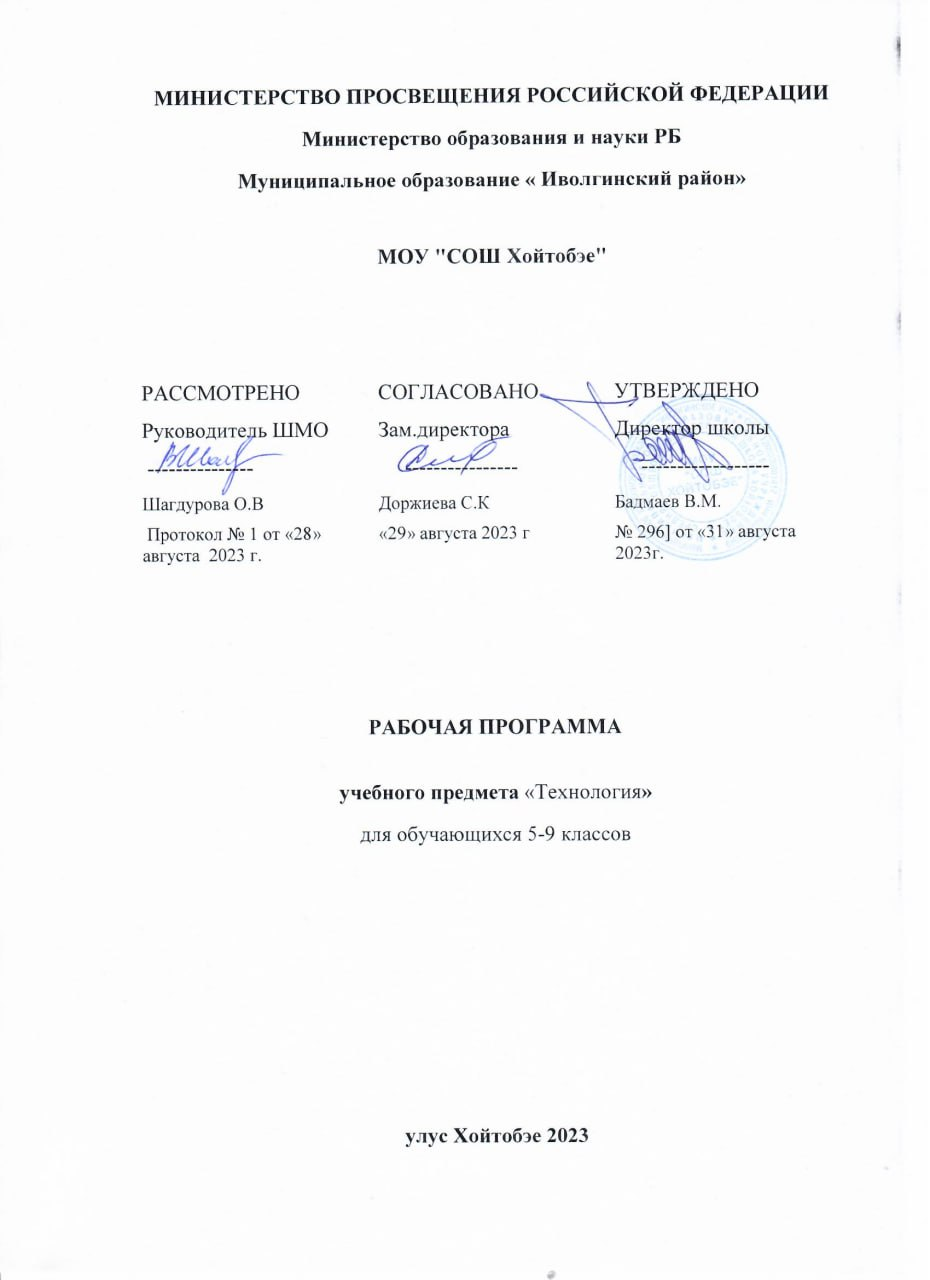 МИНИСТЕРСТВО ПРОСВЕЩЕНИЯ РОССИЙСКОЙ ФЕДЕРАЦИИ
Министерство образования и науки РБ
Муниципальное образование « Иволгинский район»
МОУ "СОШ Хойтобэе"
РАССМОТРЕНО
Руководитель ШМО
--------------
Шагдурова О.В
Протокол № 1 от «28»
августа 2023 г.
СОГЛАСОВАНО
Зам.директора
--------------
Доржиева С.К
«29» августа 2023 г
УТВЕРЖДЕНО
Директор школы
-----------------
Бадмаев В.М.
№ 296] от «31» августа
2023г.
ХОЙТОБЭЕ
РАБОЧАЯ ПРОГРАММА
учебного предмета «Технология»
для обучающихся 5-9 классов
улус Хойтобэе 2023